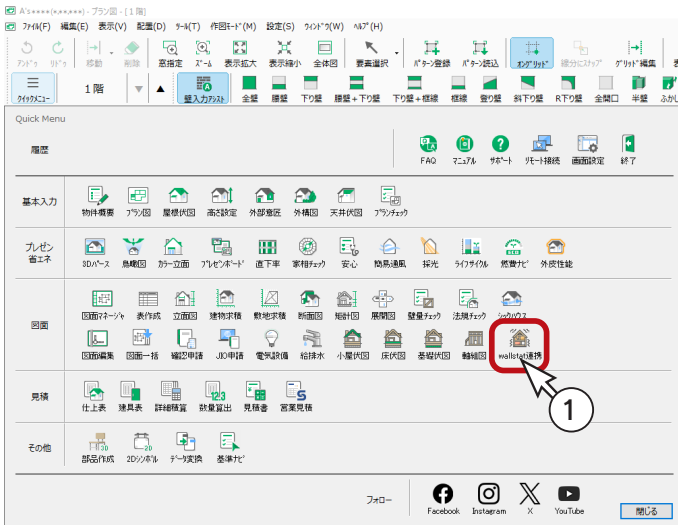 A's★★★★(★,★★,★★★) - プラン図 - [ 1 階]
ファイル(F) 編集(E) 表示(V) 配置(D) ツール(T) 作図モード(M) 設定(S) ウインドウ(W) ヘルプ(H)
アンドゥ リドゥ 移動 削除 窓指定 ズーム 表示拡大 表示縮小 全体図 要素選択 パターン登録 パターン読込 オングリッド 線分にスナップ グリッド編集
クイックメニュー 1 階 壁入力アシスト 全壁 腰壁 下り壁 腰壁+下り壁 下り壁+框線 框線 登り壁 斜下り壁 R下り壁 全開口 半壁
Quick Menu
履歴
FAQ マニュアル サポート リモート接続 画面設定 終了
基本入力
物件概要 プラン図 屋根伏図 高さ設定 外部意匠 外構図 天井伏図 プランチェック
プレゼン
省エネ
3Dパース 鳥瞰図 カラー立面 プレゼンボード 直下率 家相チェック 安心 簡易通風 採光 ライフサイクル 燃費ナビ 外皮性能
図面
図面マネージャ 表作成 立面図 建物求積 敷地求積 断面図 矩計図 展開図 壁量チェック 法規チェック シックハウス
図面編集 図面一括 確認申請 JIO申請 電気設備 給排水 小屋伏図 床伏図 基礎伏図 軸組図 wallstat連携
1
見積
仕上表 建具表 詳細積算 数量算出 見積書 営業見積
その他
部品作成 2Dシンボル データ変換 基準ナビ
フォロー
Facebook Instagram X YouTube
閉じる